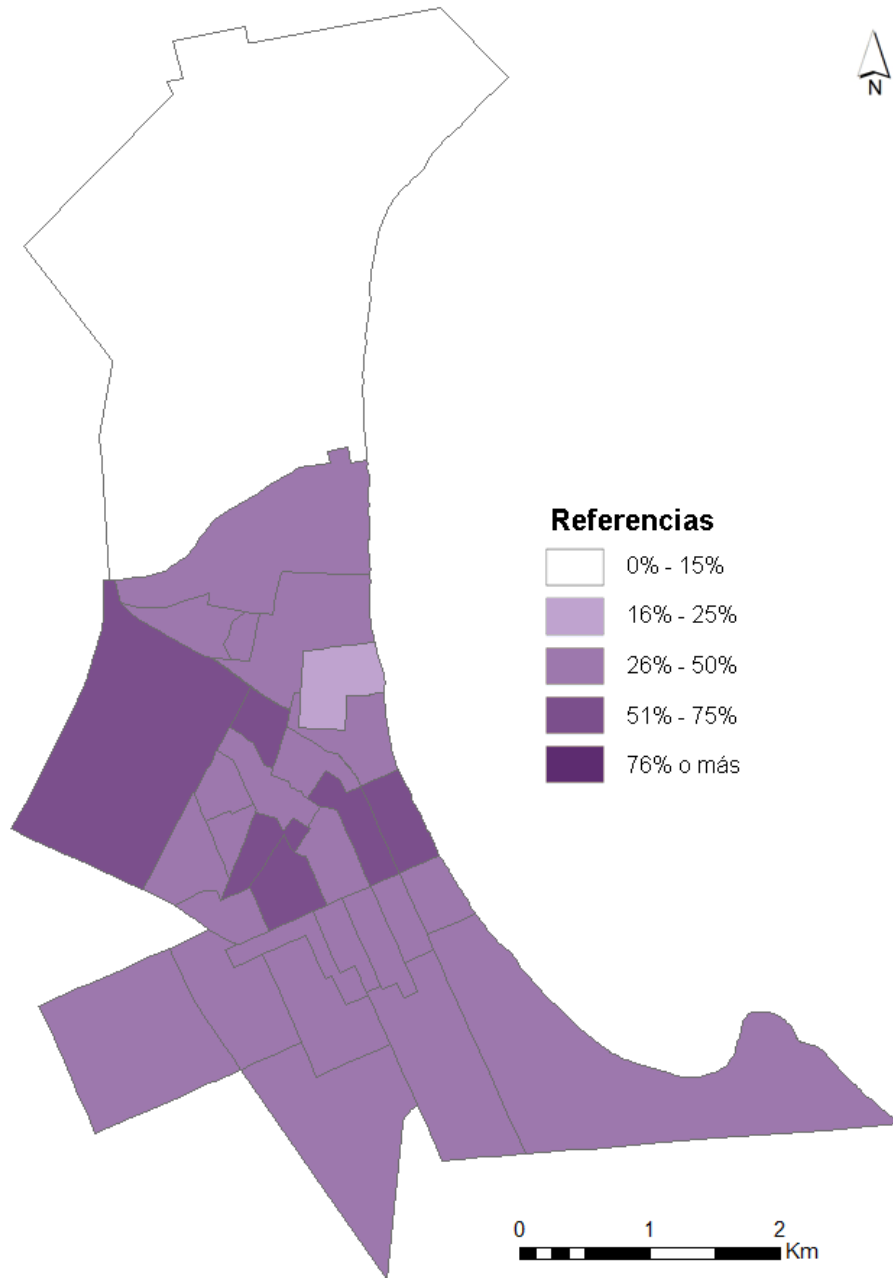 N
Referencias
0% - 15%
16% - 25%
26% - 50%
51% - 75%
76% o más
0 1 2
Km